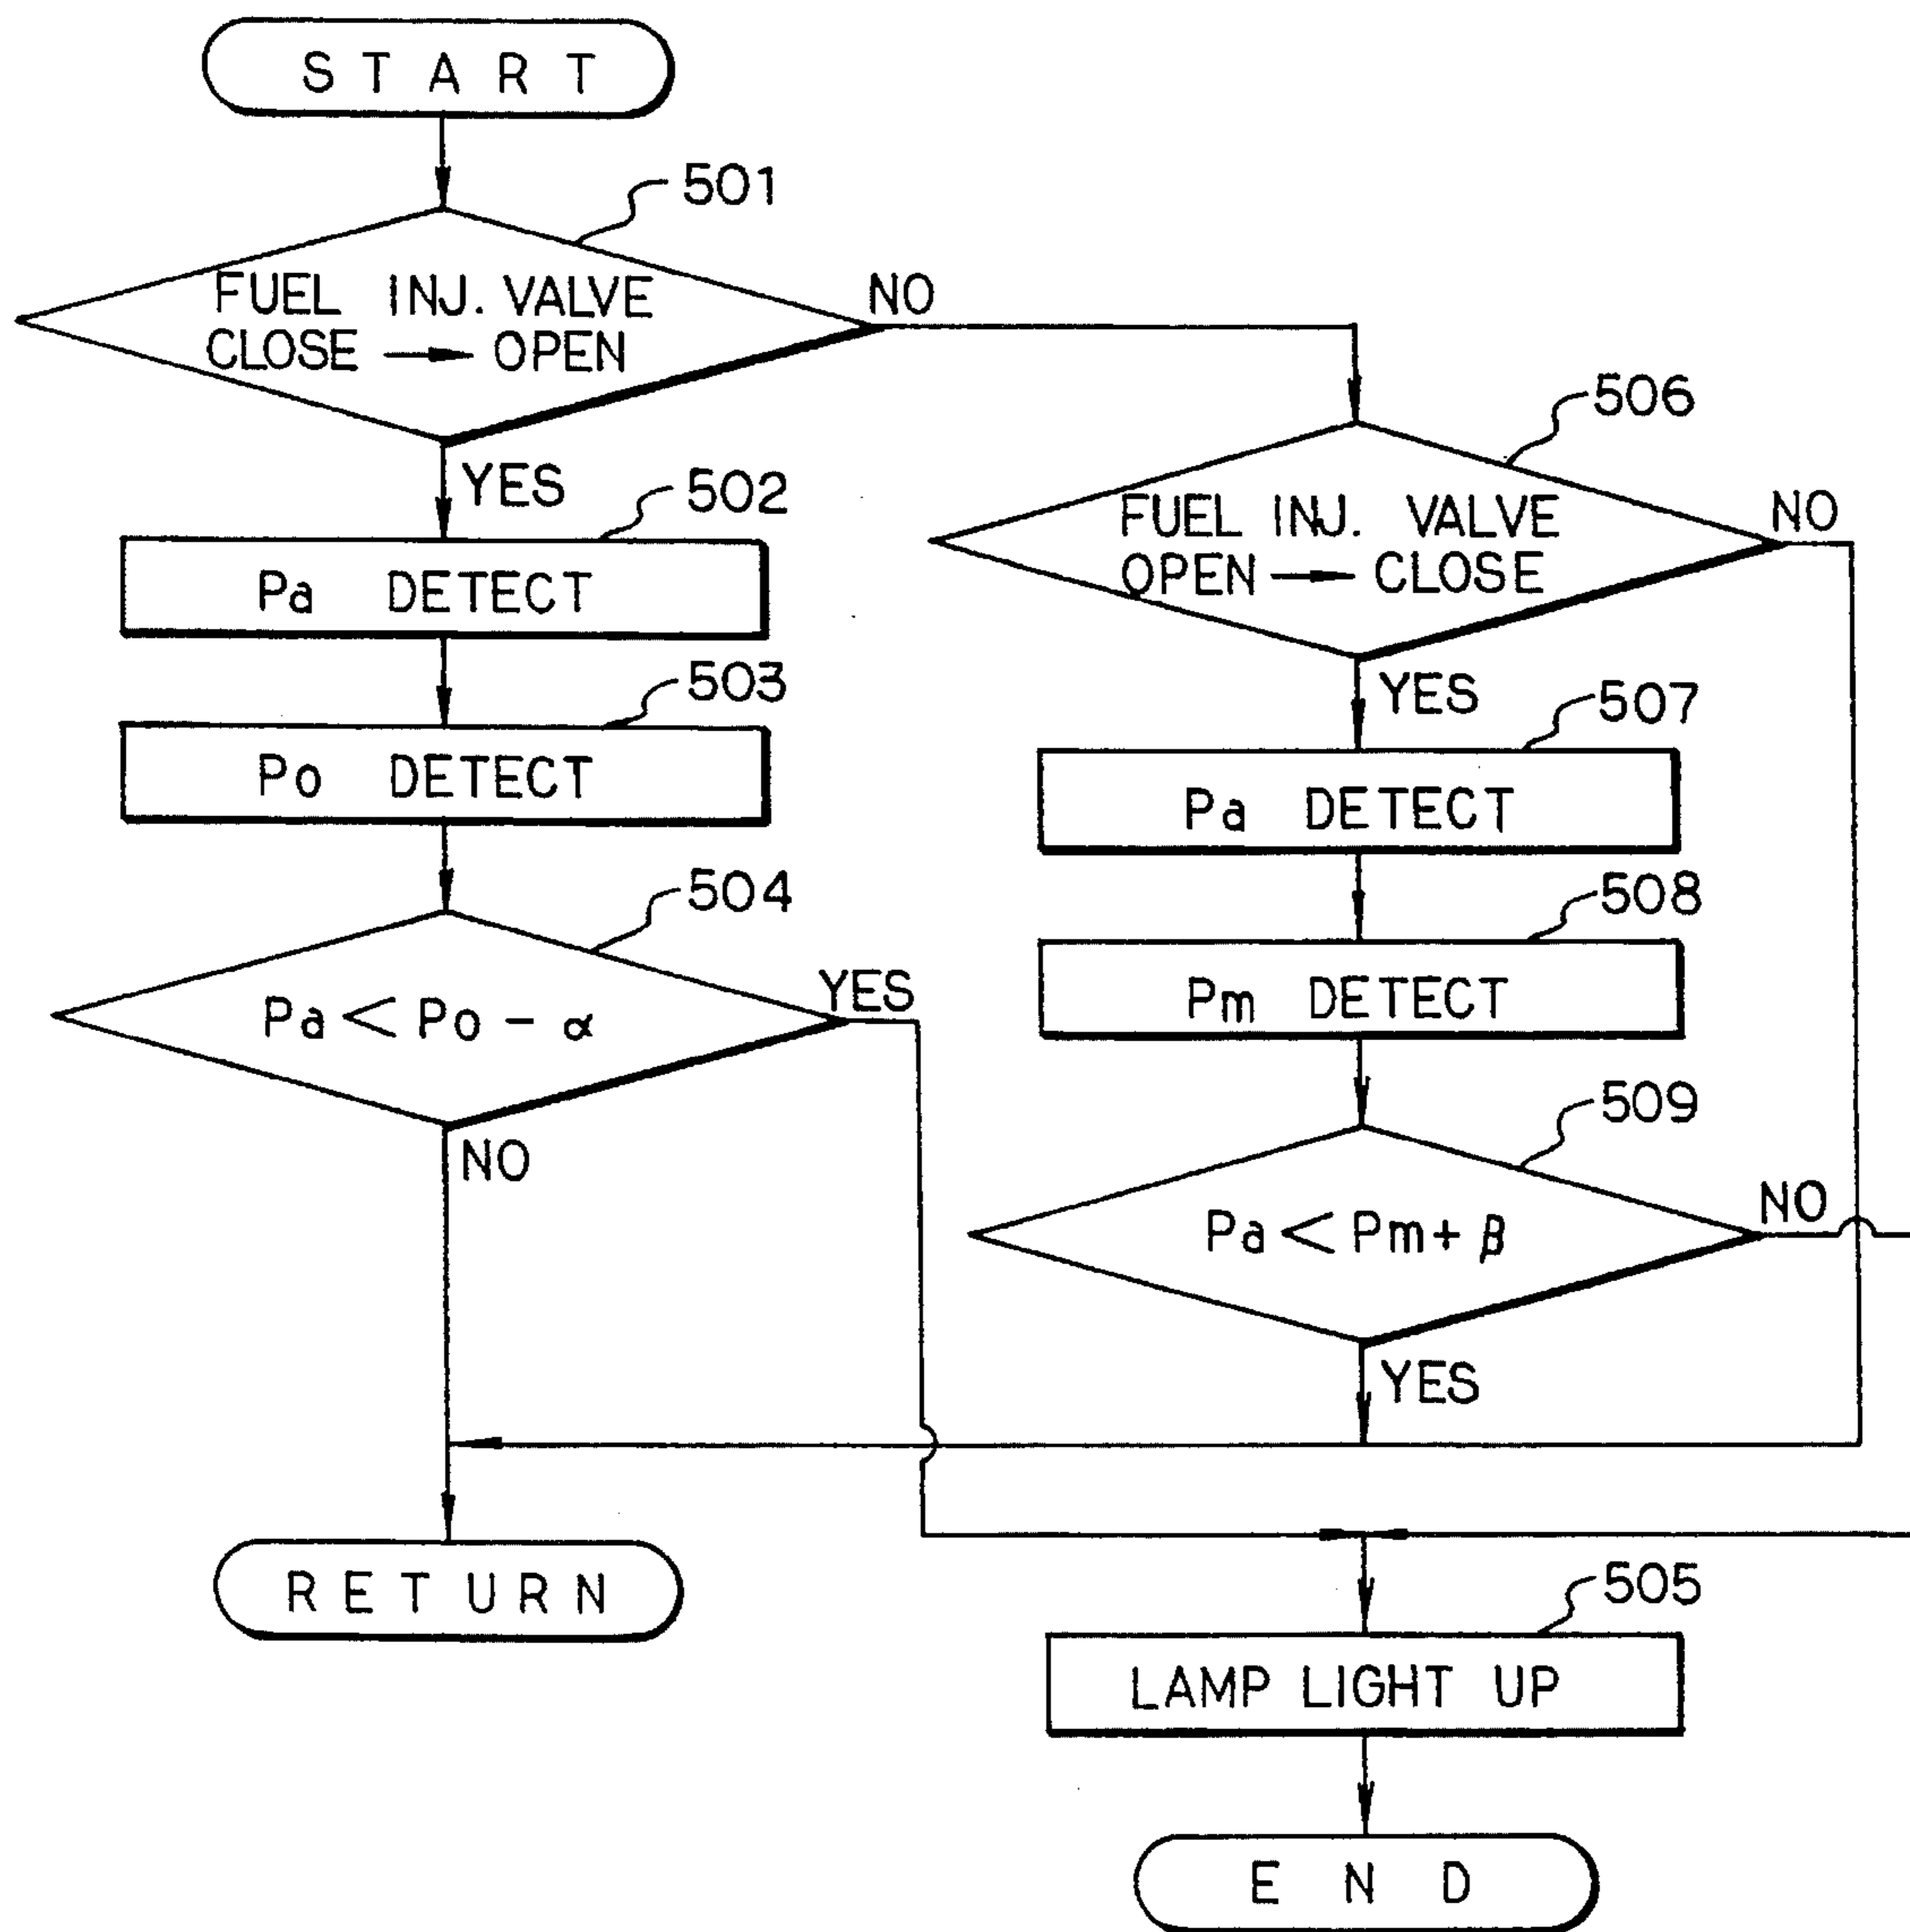 START
501
FUEL INJ. VALVE
CLOSE → OPEN
NO
YES
502
Pa DETECT
503
Po DETECT
504
Pa < Po - α
YES
NO
506
FUEL INJ. VALVE
OPEN → CLOSE
NO
YES
507
Pa DETECT
508
Pm DETECT
509
Pa < Pm + β
NO
YES
RETURN
505
LAMP LIGHT UP
END